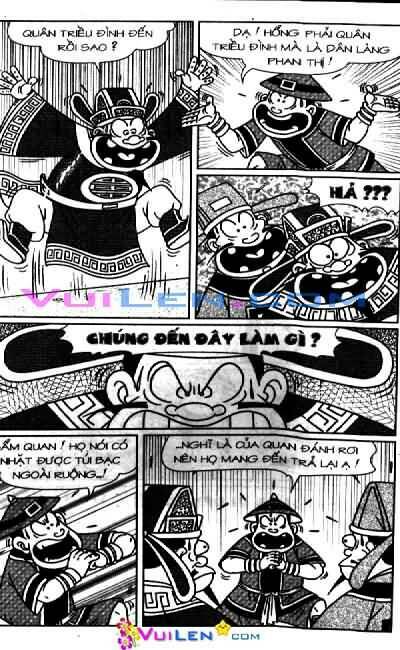 QUÂN TRIỀU ĐÌNH ĐẾN
RỒI SAO ?
DẠ ! HỔNG PHẢI QUÂN
TRIỀU ĐÌNH MÀ LÀ DÂN LÀNG
PHAN THỊ !
HẢ ???
VUILEN.COM
CHÚNG ĐẾN ĐÂY LÀM GÌ ?
BẨM QUAN ! HỌ NÓI CÓ
NHẶT ĐƯỢC TÚI BẠC
NGOÀI RUỘNG..!
..NGHĨ LÀ CỦA QUAN ĐÁNH RƠI
NÊN HỌ MANG ĐẾN TRẢ LẠI Ạ !
VUILEN.COM